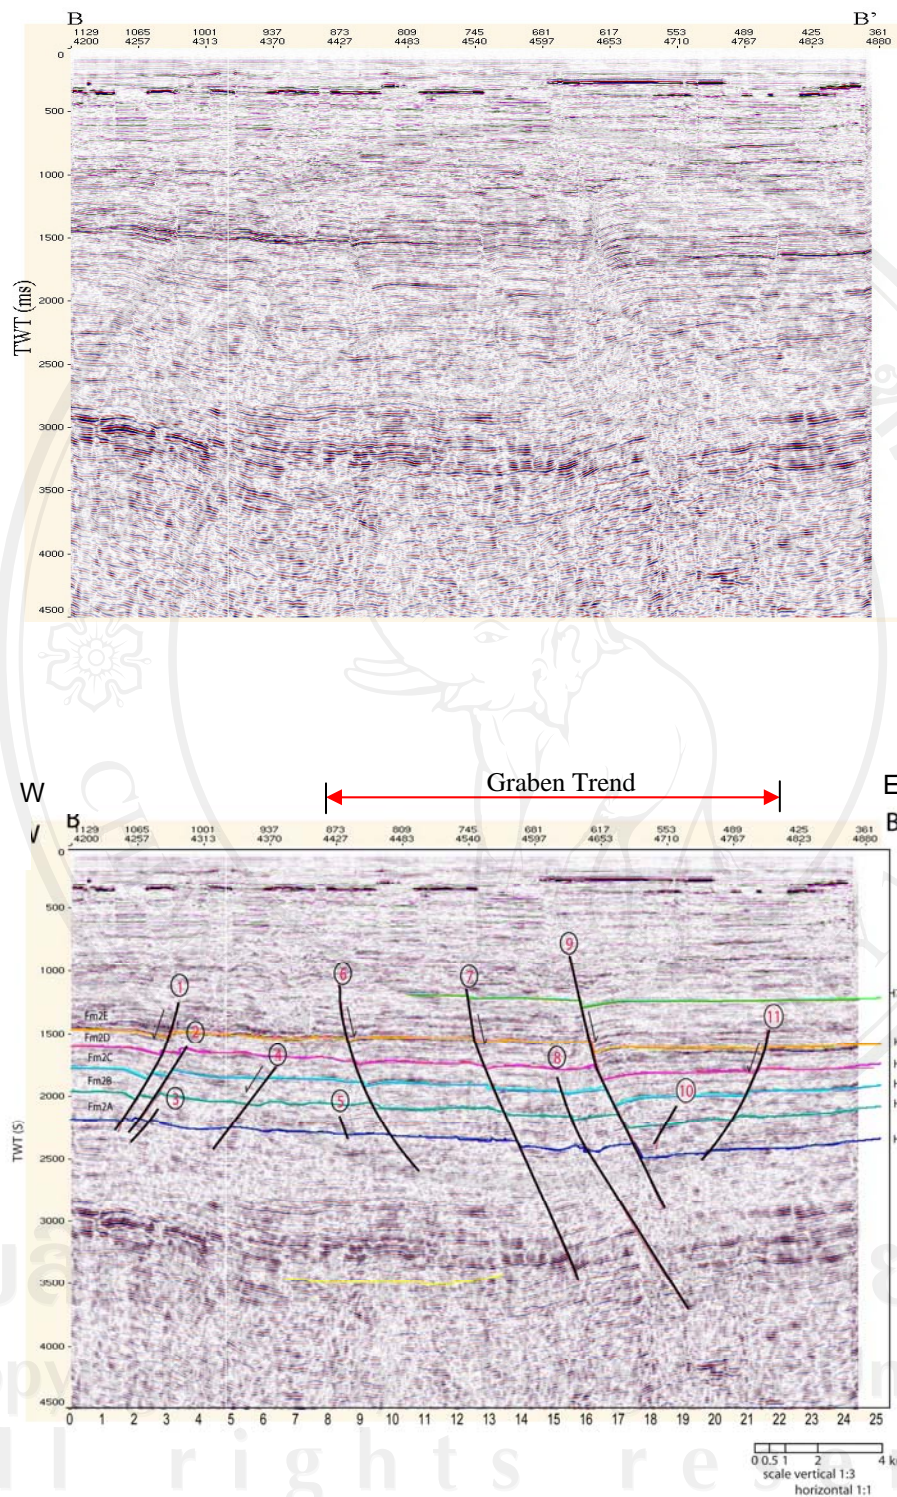 B B’
1129 1065 1001 937 873 809 745 681 617 553 489 425 361
4200 4257 4313 4370 4427 4483 4540 4597 4653 4710 4767 4823 4880
0
500
1000
1500
2000
2500
3000
3500
4000
4500
TWT (ms)
Graben Trend
W E
B B
1129 1065 1001 937 873 809 745 681 617 553 489 425 361
4200 4257 4313 4370 4427 4483 4540 4597 4653 4710 4767 4823 4880
0
500
1000
1500
2000
2500
3000
3500
4000
4500
TWT (S)
Fm2E
Fm2D
Fm2C
Fm2B
Fm2A
1
2
3
4
5
6
7
8
9
10
11
0 1 2 3 4 5 6 7 8 9 10 11 12 13 14 15 16 17 18 19 20 21 22 23 24 25
0 0.5 1 2 4 k
scale vertical 1:3
horizontal 1:1
All rights reser